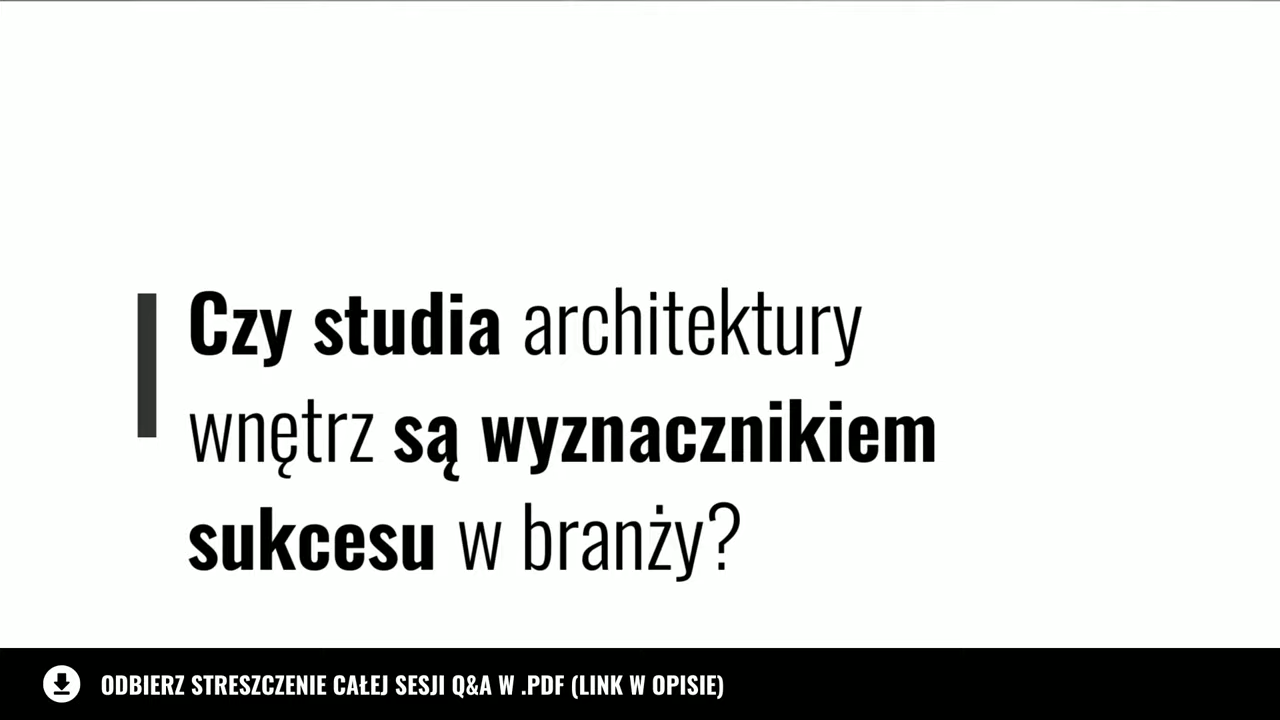 Czy studia architektury
wnętrz są wyznacznikiem
sukcesu w branży?
ODBIERZ STRESZCZENIE CAŁEJ SESJI Q&A W .PDF (LINK W OPISIE)